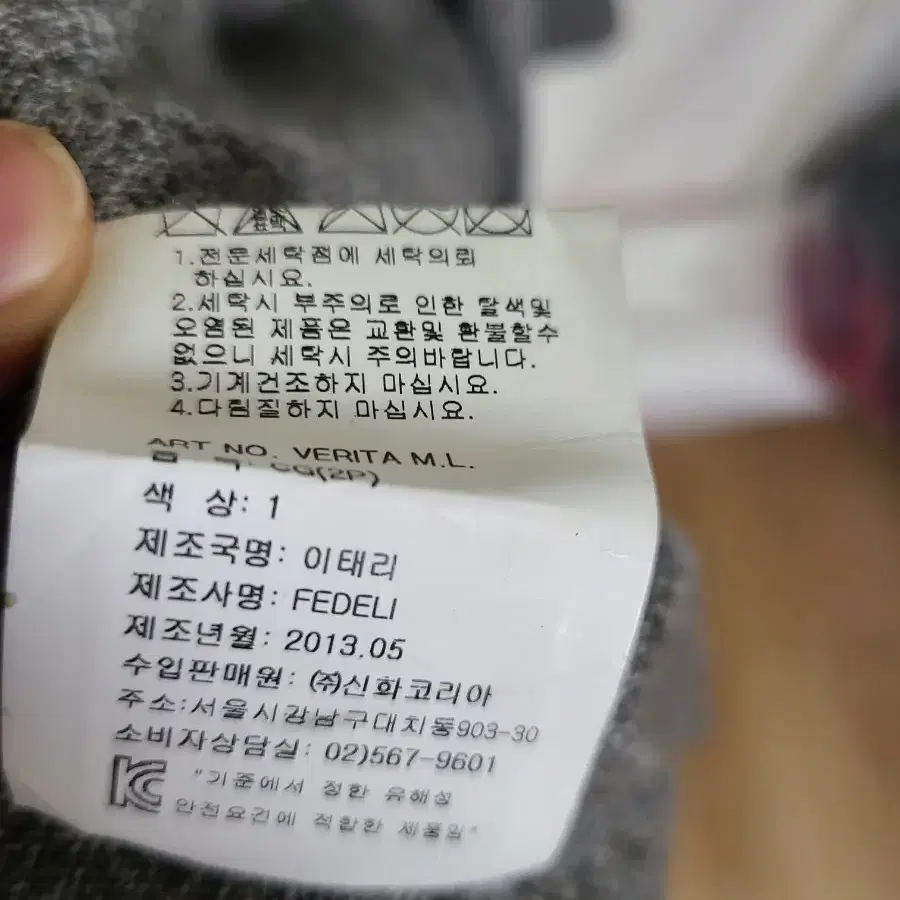 1.전문세탁점에 세탁의뢰
하십시요.
2.세탁시 부주의로 인한 탈색및
오염된 제품은 교환및 환불할수
없으니 세탁시 주의바랍니다.
3.기계건조하지 마십시요.
4.다림질하지 마십시요.
ART NO. VERITA M.L.
CG(2P)
색 상: 1
제조국명: 이태리
제조사명: FEDELI
제조년월: 2013.05
수입판매원: ㈜신화코리아
주소:서울시강남구대치동903-30
소비자상담실: 02)567-9601
"기준에서 정한 유해성
안전요건에 적합한 제품임"